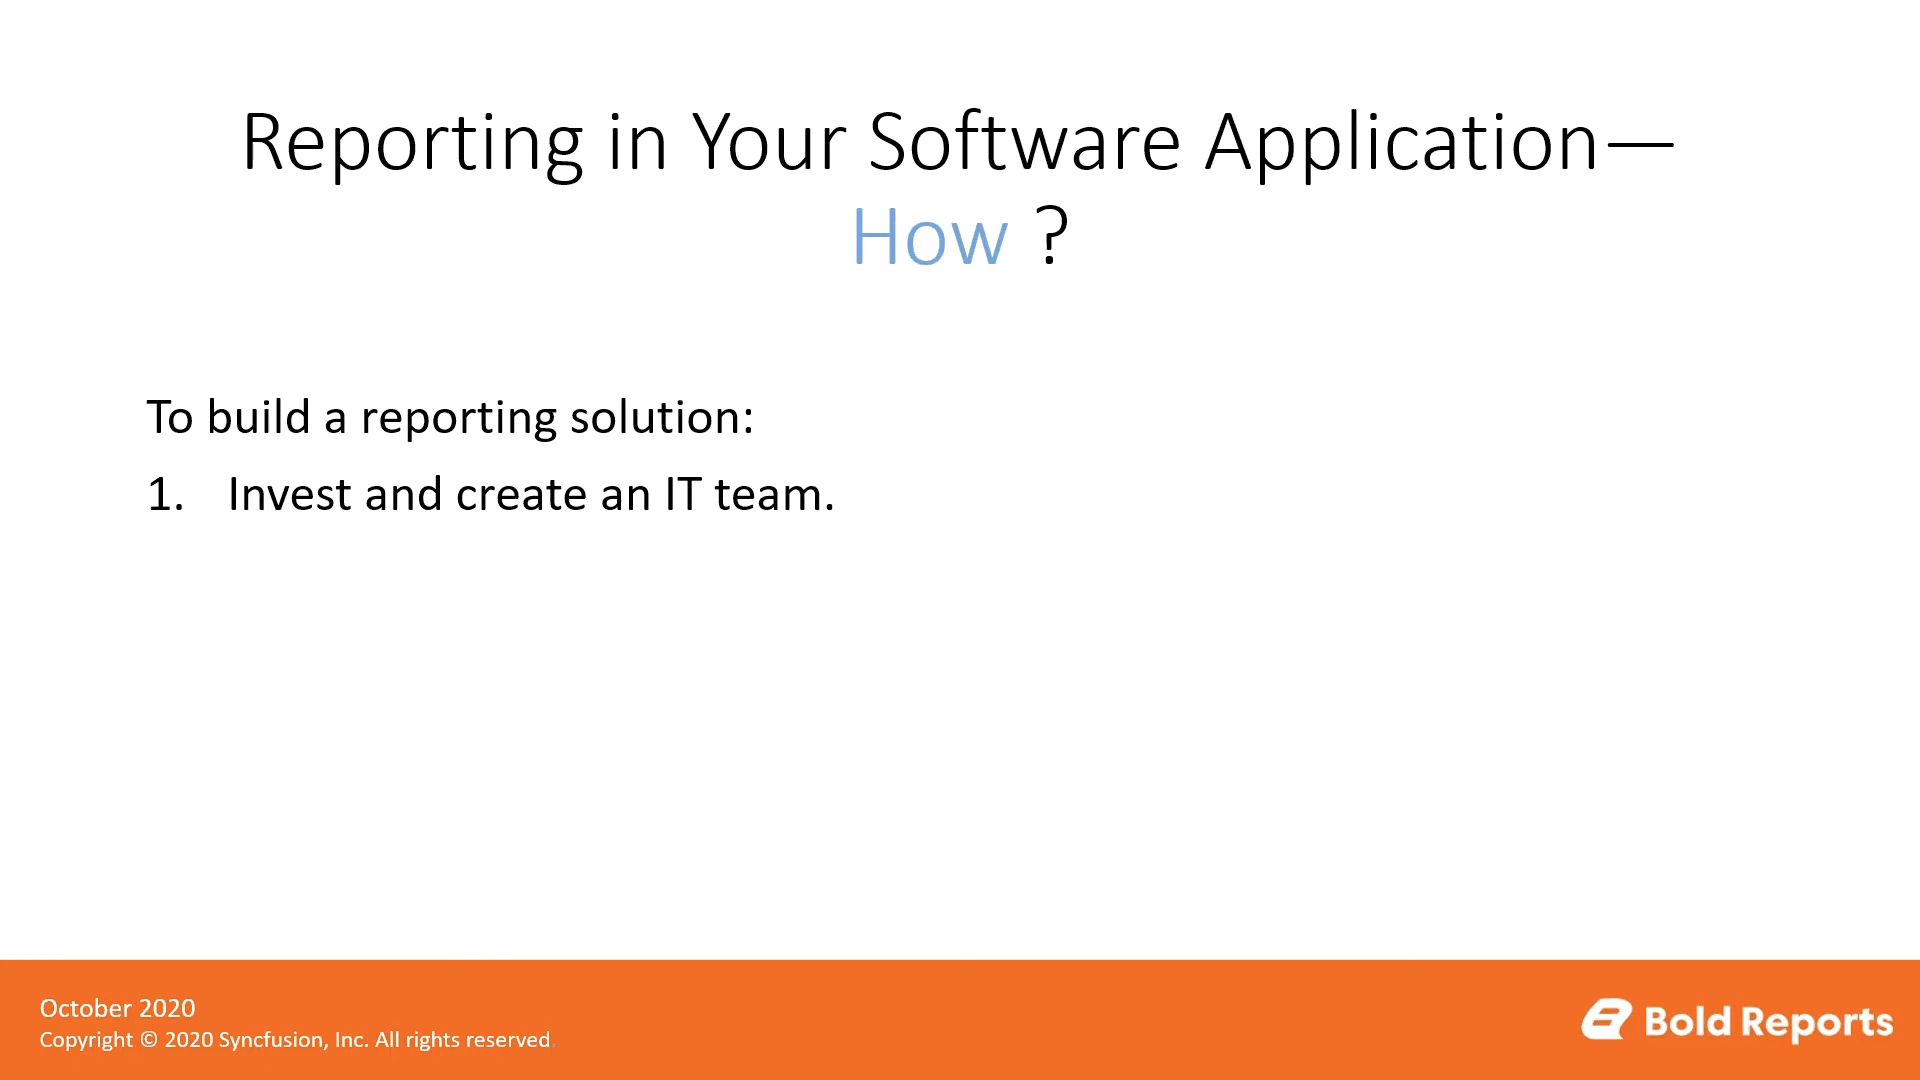 Reporting in Your Software Application—
How ?
To build a reporting solution:
1. Invest and create an IT team.
October 2020
Copyright © 2020 Syncfusion, Inc. All rights reserved
Bold Reports